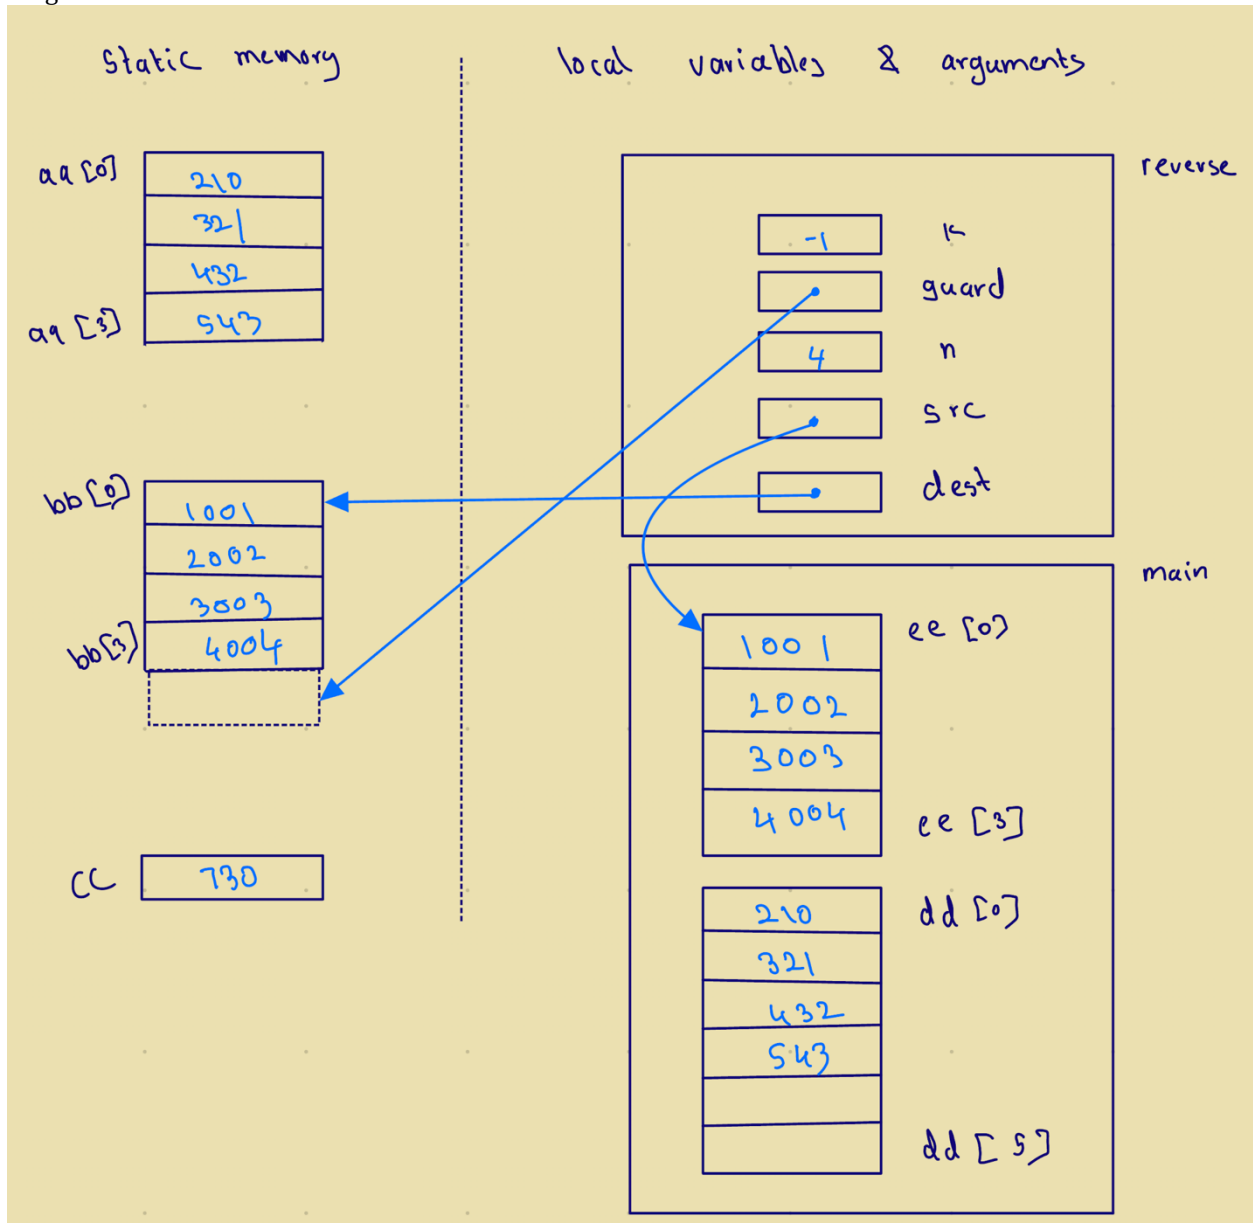 Static memory
local variables & arguments
aa [0]
210
321
432
aa [3]
543
bb [0]
1001
2002
3003
bb [3]
4004
CC
730
reverse
-1
k
guard
4
n
src
dest
main
1001
ee [0]
2002
3003
4004
ee [3]
210
dd [0]
321
432
543
dd [5]